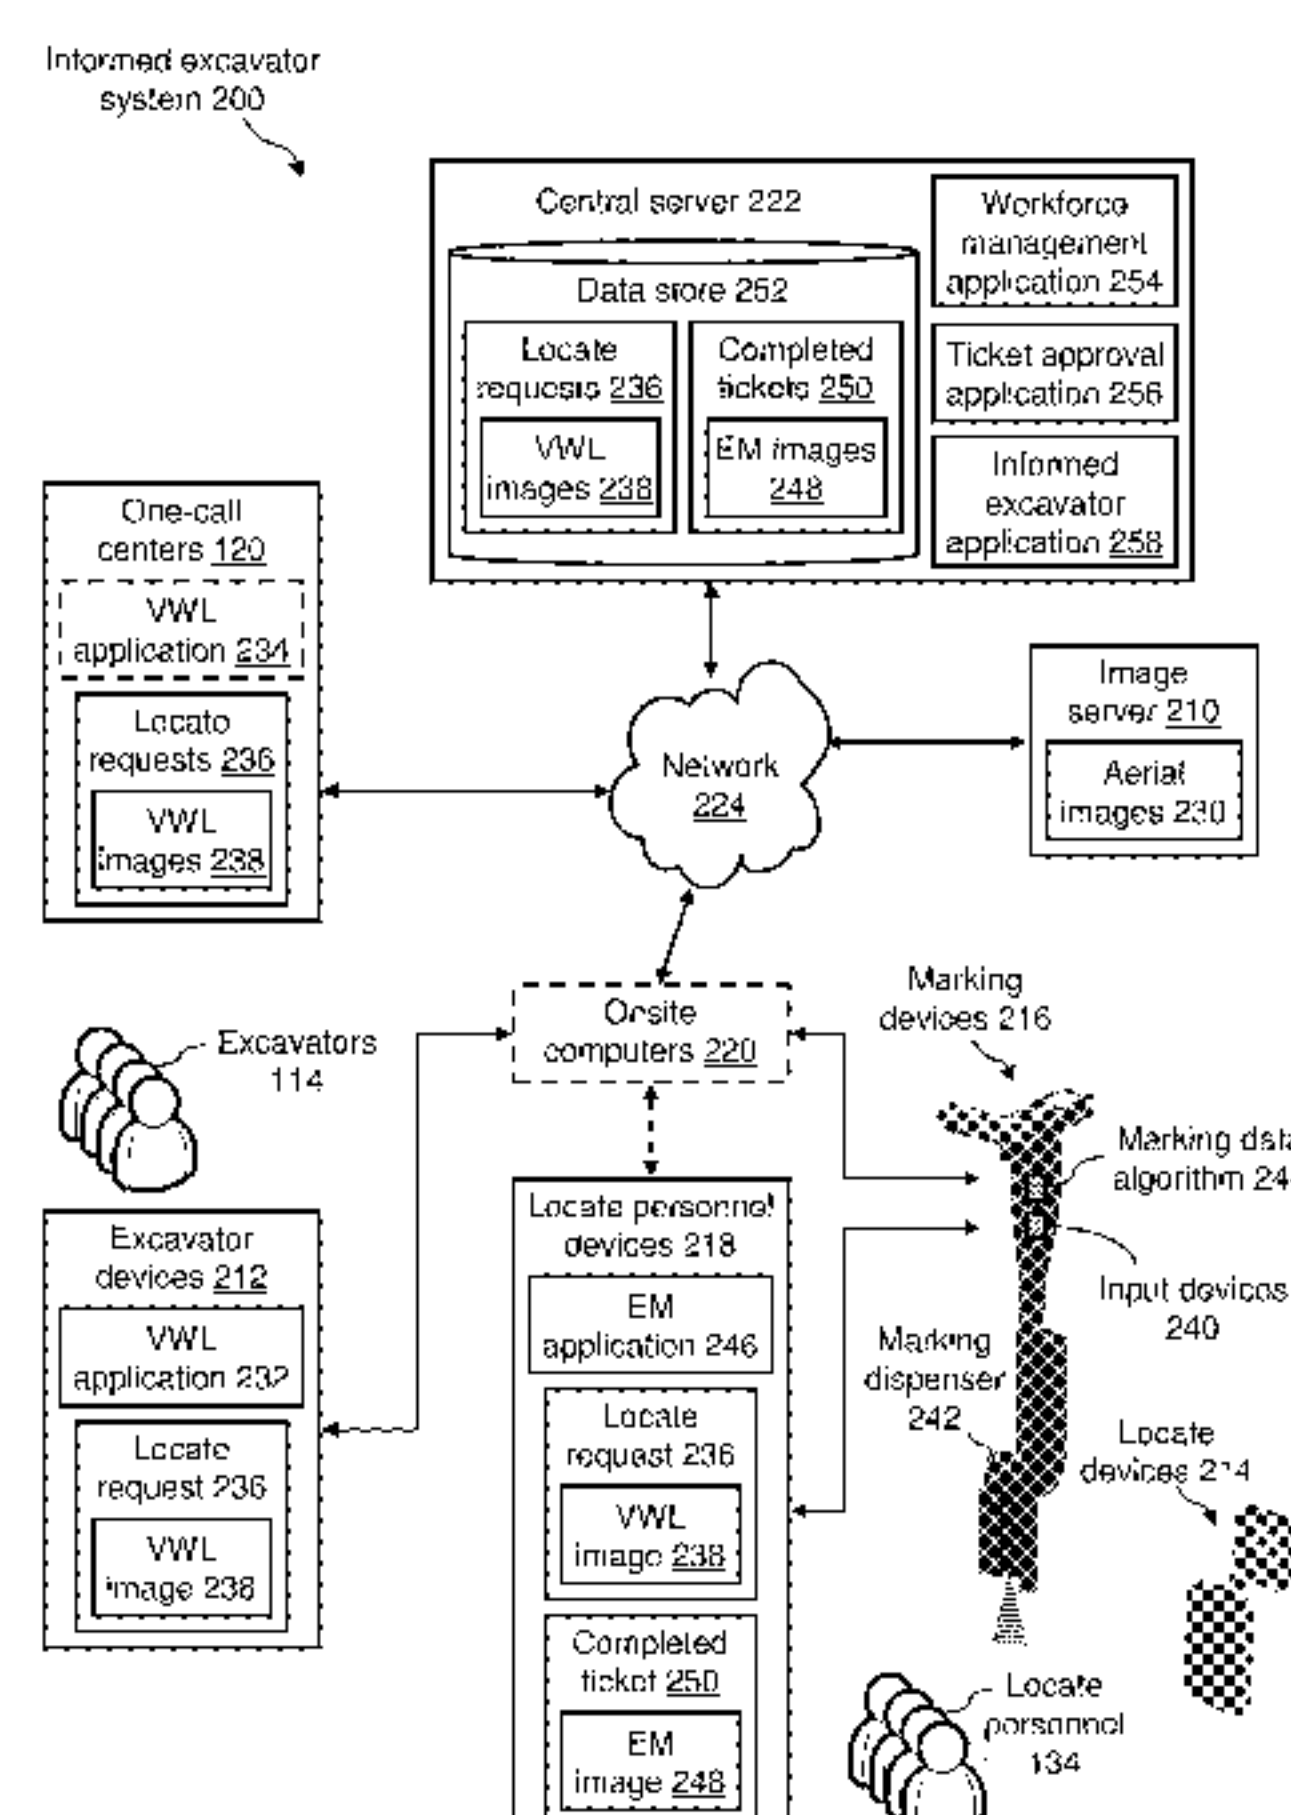 Informed excavator
system 200
Central server 222
Data store 252
Locate
requests 236
VWL
images 238
Completed
tickets 250
EM images
248
Workforce
management
application 254
Ticket approval
application 256
Informed
excavator
application 258
One-call
centers 120
VWL
application 234
Locate
requests 236
VWL
images 238
Network
224
Image
server 210
Aerial
images 230
Onsite
computers 220
Excavators
114
Excavator
devices 212
VWL
application 232
Locate
request 236
VWL
image 238
Locate personnel
devices 218
EM
application 246
Locate
request 236
VWL
image 238
Completed
ticket 250
EM
image 248
Marking
devices 216
Marking
algorithm
Input devices
240
Marking
dispenser
242
Locate
devices 214
Locate
personnel
134